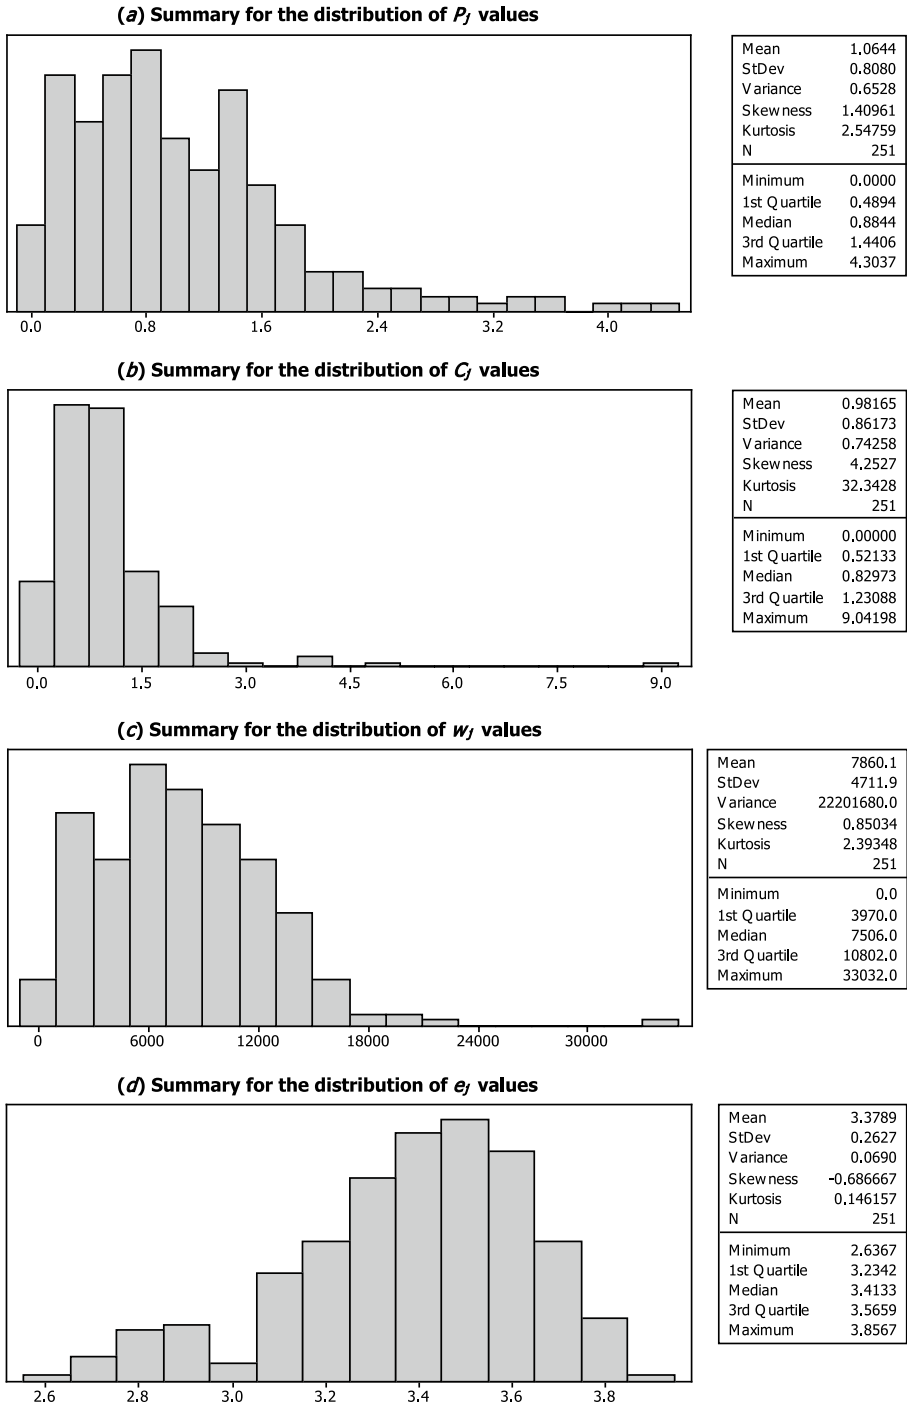 (a) Summary for the distribution of Pj values
Mean 1.0644
StDev 0.8080
Variance 0.6528
Skewness 1.40961
Kurtosis 2.54759
N 251
Minimum 0.0000
1st Quartile 0.4894
Median 0.8844
3rd Quartile 1.4406
Maximum 4.3037
0.0 0.8 1.6 2.4 3.2 4.0
(b) Summary for the distribution of Cj values
Mean 0.98165
StDev 0.86173
Variance 0.74258
Skewness 4.2527
Kurtosis 32.3428
N 251
Minimum 0.00000
1st Quartile 0.52133
Median 0.82973
3rd Quartile 1.23088
Maximum 9.04198
0.0 1.5 3.0 4.5 6.0 7.5 9.0
(c) Summary for the distribution of wj values
Mean 7860.1
StDev 4711.9
Variance 22201680.0
Skewness 0.85034
Kurtosis 2.39348
N 251
Minimum 0.0
1st Quartile 3970.0
Median 7506.0
3rd Quartile 10802.0
Maximum 33032.0
0 6000 12000 18000 24000 30000
(d) Summary for the distribution of ej values
Mean 3.3789
StDev 0.2627
Variance 0.0690
Skewness -0.686667
Kurtosis 0.146157
N 251
Minimum 2.6367
1st Quartile 3.2342
Median 3.4133
3rd Quartile 3.5659
Maximum 3.8567
2.6 2.8 3.0 3.2 3.4 3.6 3.8